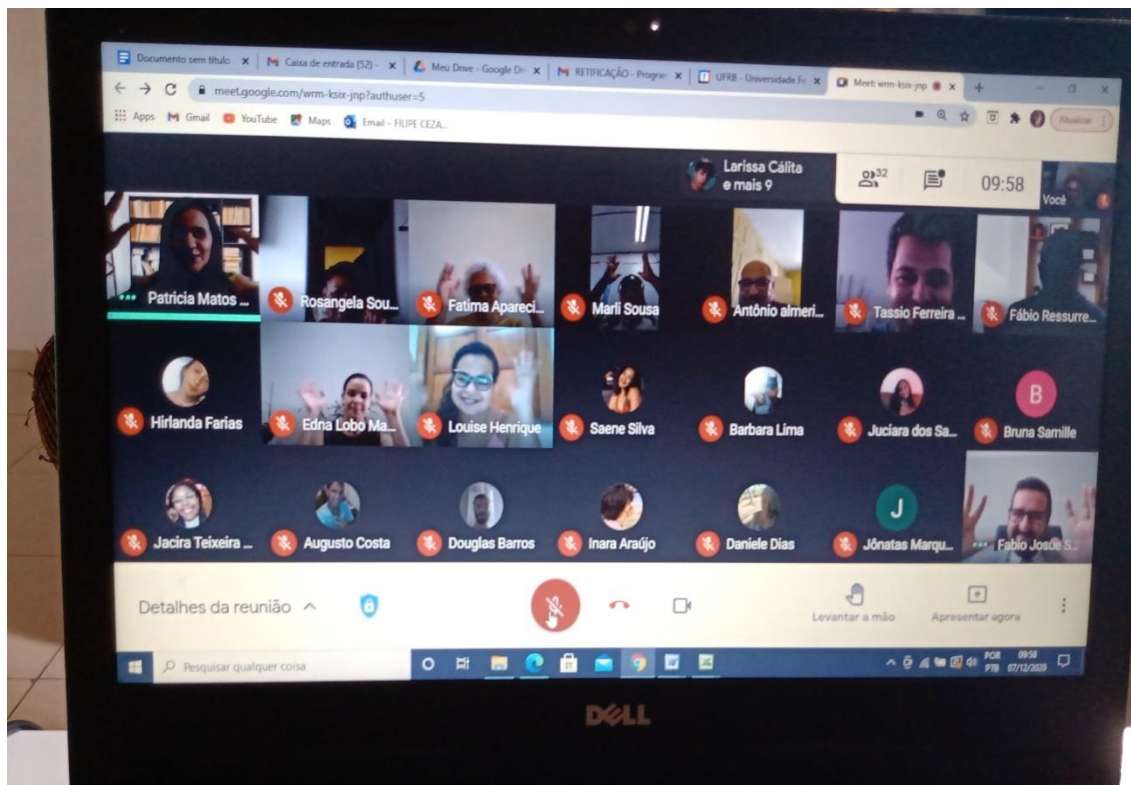 Documento sem título
Caixa de entrada (52) -
Meu Drive - Google Dri
RETIFICAÇÃO - Program
UFRB - Universidade Fe
Meet: wrm-ksix-jnp
meet.google.com/wrm-ksix-jnp?authuser=5
Atualizar
Apps Gmail YouTube Maps Email - FILIPE CEZA...
Larissa Cálita
e mais 9
32
09:58
Você
Patricia Matos ...
Rosangela Sou...
Fatima Apareci...
Marli Sousa
Antônio almeri...
Tassio Ferreira ...
Fábio Ressurre...
Hirlanda Farias
Edna Lobo Ma...
Louise Henrique
Saene Silva
Barbara Lima
Juciara dos Sa...
B
Bruna Samille
Jacira Teixeira ...
Augusto Costa
Douglas Barros
Inara Araújo
Daniele Dias
J
Jônatas Marqu...
Fabio Josué S...
Detalhes da reunião
Levantar a mão
Apresentar agora
Pesquisar qualquer coisa
POR
PTB
09:58
07/12/2020
DELL